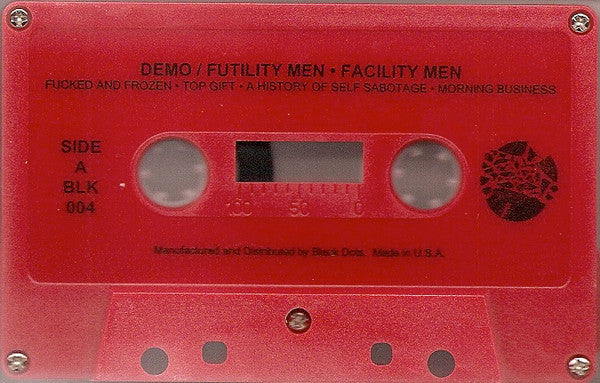 DEMO / FUTILITY MEN • FACILITY MEN
FUCKED AND FROZEN • TOP GIFT • A HISTORY OF SELF SABOTAGE • MORNING BUSINESS
SIDE
A
BLK
004
100 50 0
Manufactured and Distributed by Black Dots. Made in U.S.A.